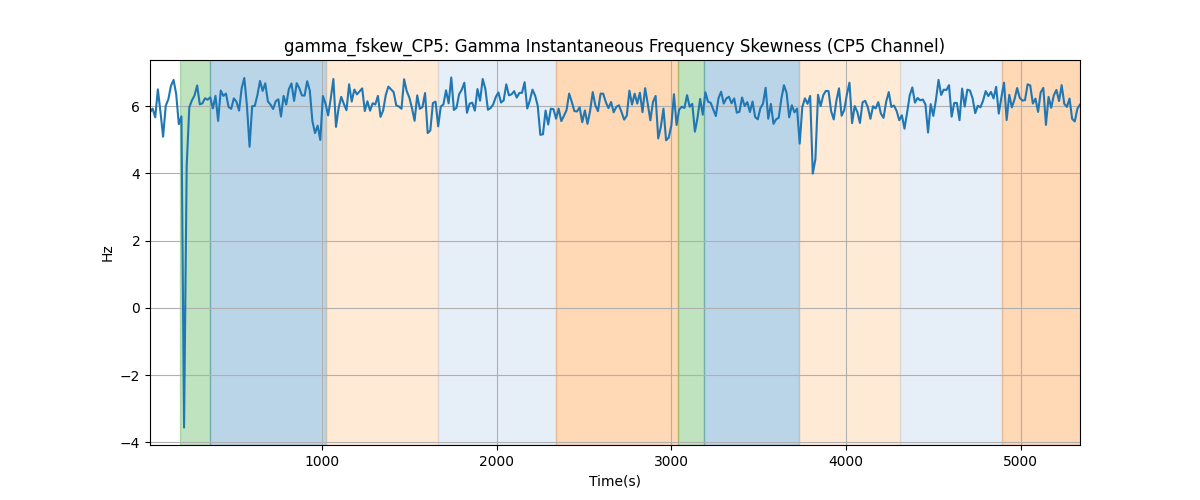 gamma_fskew_CP5: Gamma Instantaneous Frequency Skewness (CP5 Channel)
Hz
6
4
2
0
−2
−4
1000 2000 3000 4000 5000
Time(s)